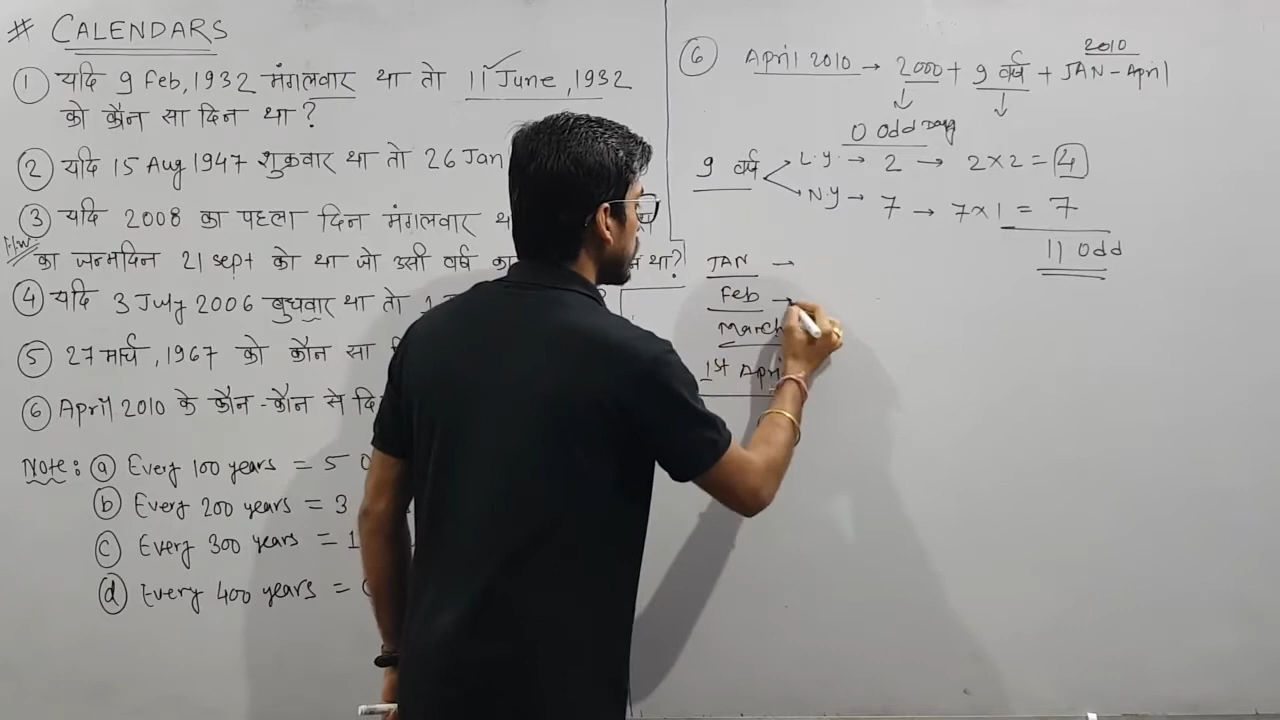 # CALENDARS
① यदि 9 Feb, 1932 मंगलवार था तो 11 June, 1932
को कौन सा दिन था ?
② यदि 15 Aug 1947 शुक्रवार था तो 26 Jan
③ यदि 2008 का पहला दिन मंगलवार
H.W
का जन्मदिन 21 sept को था जो उसी वर्ष का था?
④ यदि 3 July 2006 बुधवार था तो
⑤ 27 मार्च, 1967 को कौन सा
⑥ April 2010 के कौन-कौन से
Note: ⓐ Every 100 years = 5
ⓑ Every 200 years = 3
ⓒ Every 300 years = 1
ⓓ Every 400 years =
2010
⑥ April 2010 → 2000 + 9 वर्ष + JAN - April
0 Odd Days
9 वर्ष L.Y. → 2 → 2×2 = 4
N.Y → 7 → 7×1 = 7
11 Odd
JAN →
Feb →
March
1st April